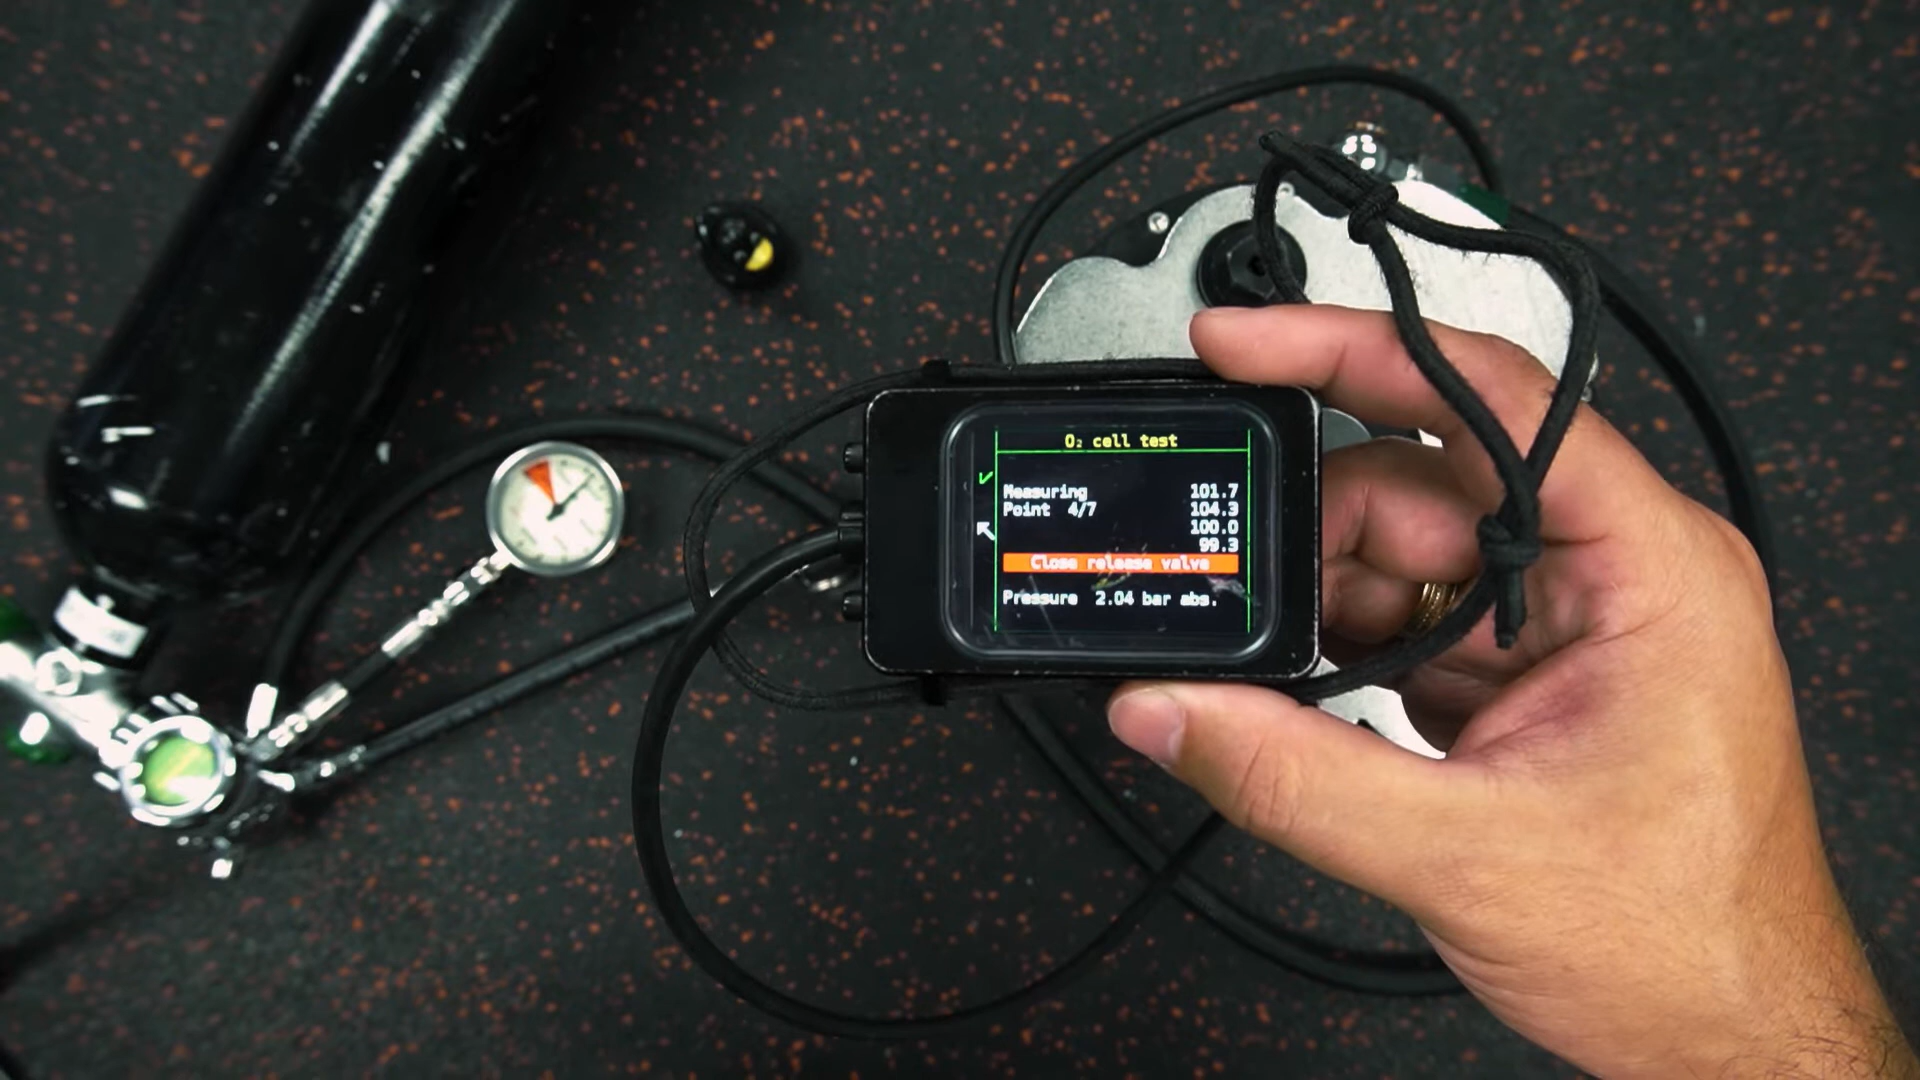 O₂ cell test
Measuring 101.7
Point 4/7 104.3
100.0
99.3
Close release valve
Pressure 2.04 bar abs.